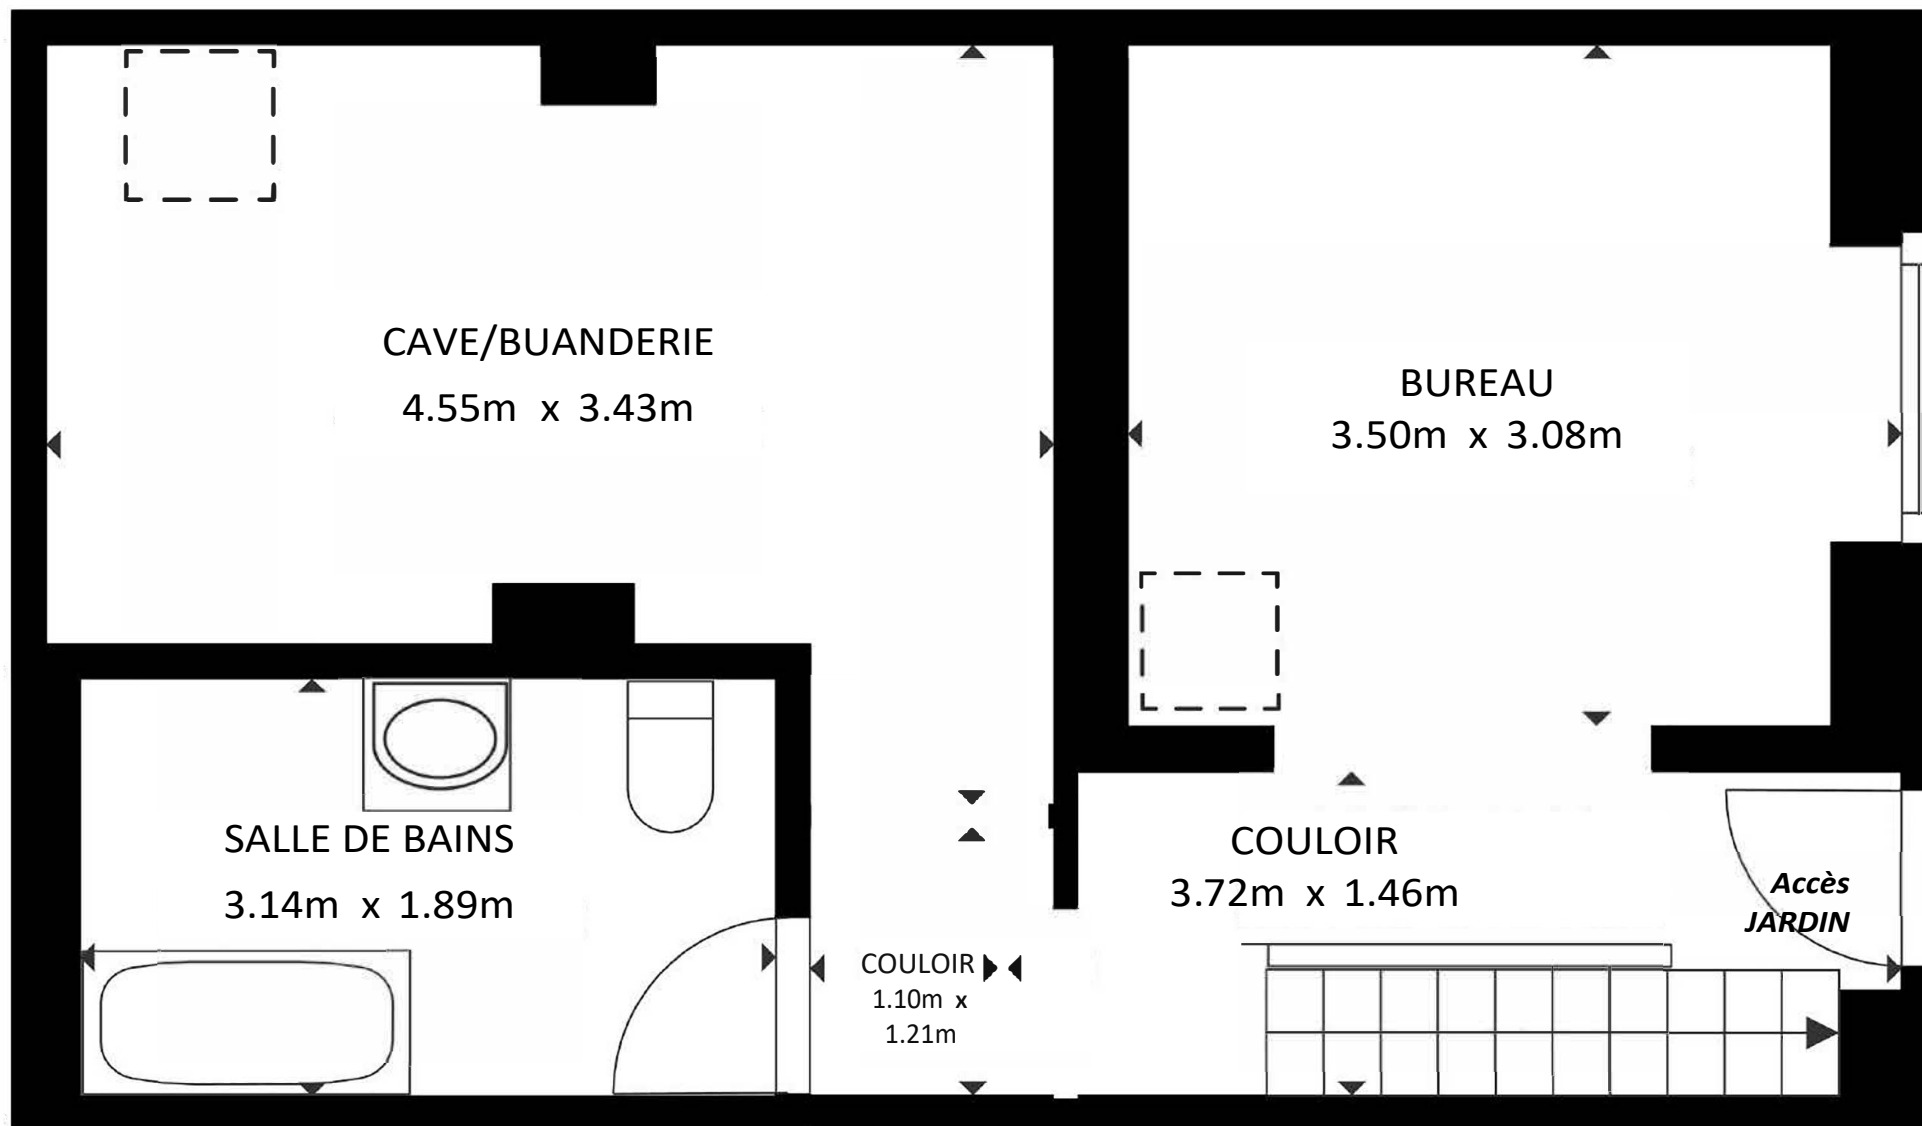 CAVE/BUANDERIE
4.55m x 3.43m
BUREAU
3.50m x 3.08m
SALLE DE BAINS
3.14m x 1.89m
COULOIR
3.72m x 1.46m
Accès
JARDIN
COULOIR
1.10m x
1.21m